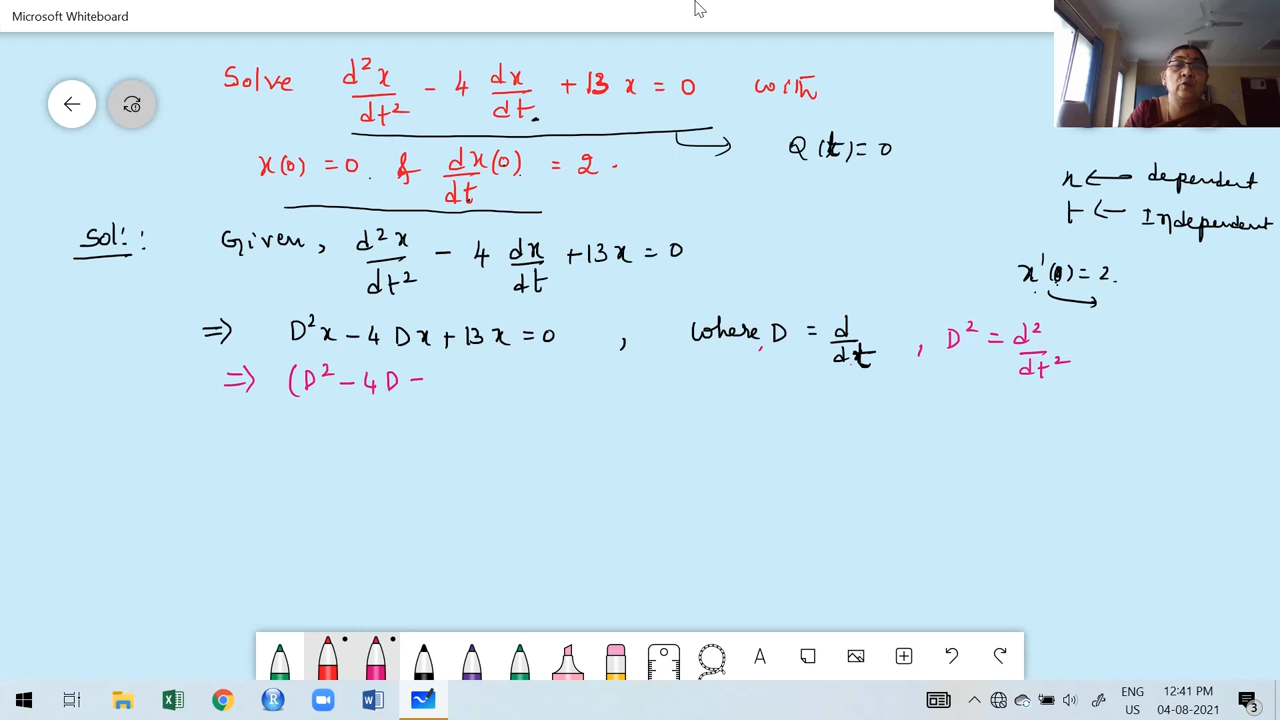 Microsoft Whiteboard
Solve d²x/dt² - 4 dx/dt + 13 x = 0 with
Q(t) = 0
x(0) = 0 & dx(0)/dt = 2
x ← dependent
t ← Independent
Sol:: Given, d²x/dt² - 4 dx/dt + 13x = 0
x'(0) = 2.
⇒ D²x - 4 Dx + 13 x = 0 , where D = d/dt , D² = d²/dt²
⇒ (D² - 4D -
ENG
US
12:41 PM
04-08-2021
3